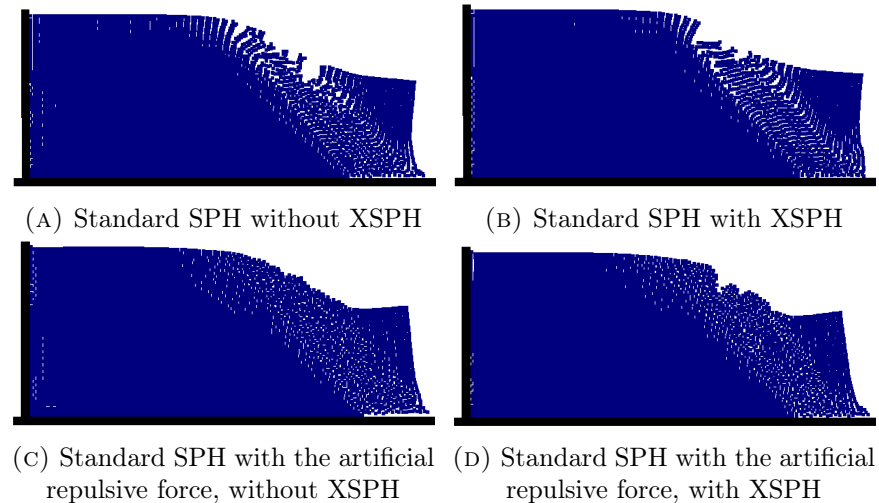 (A) Standard SPH without XSPH
(B) Standard SPH with XSPH
(C) Standard SPH with the artificial
repulsive force, without XSPH
(D) Standard SPH with the artificial
repulsive force, with XSPH